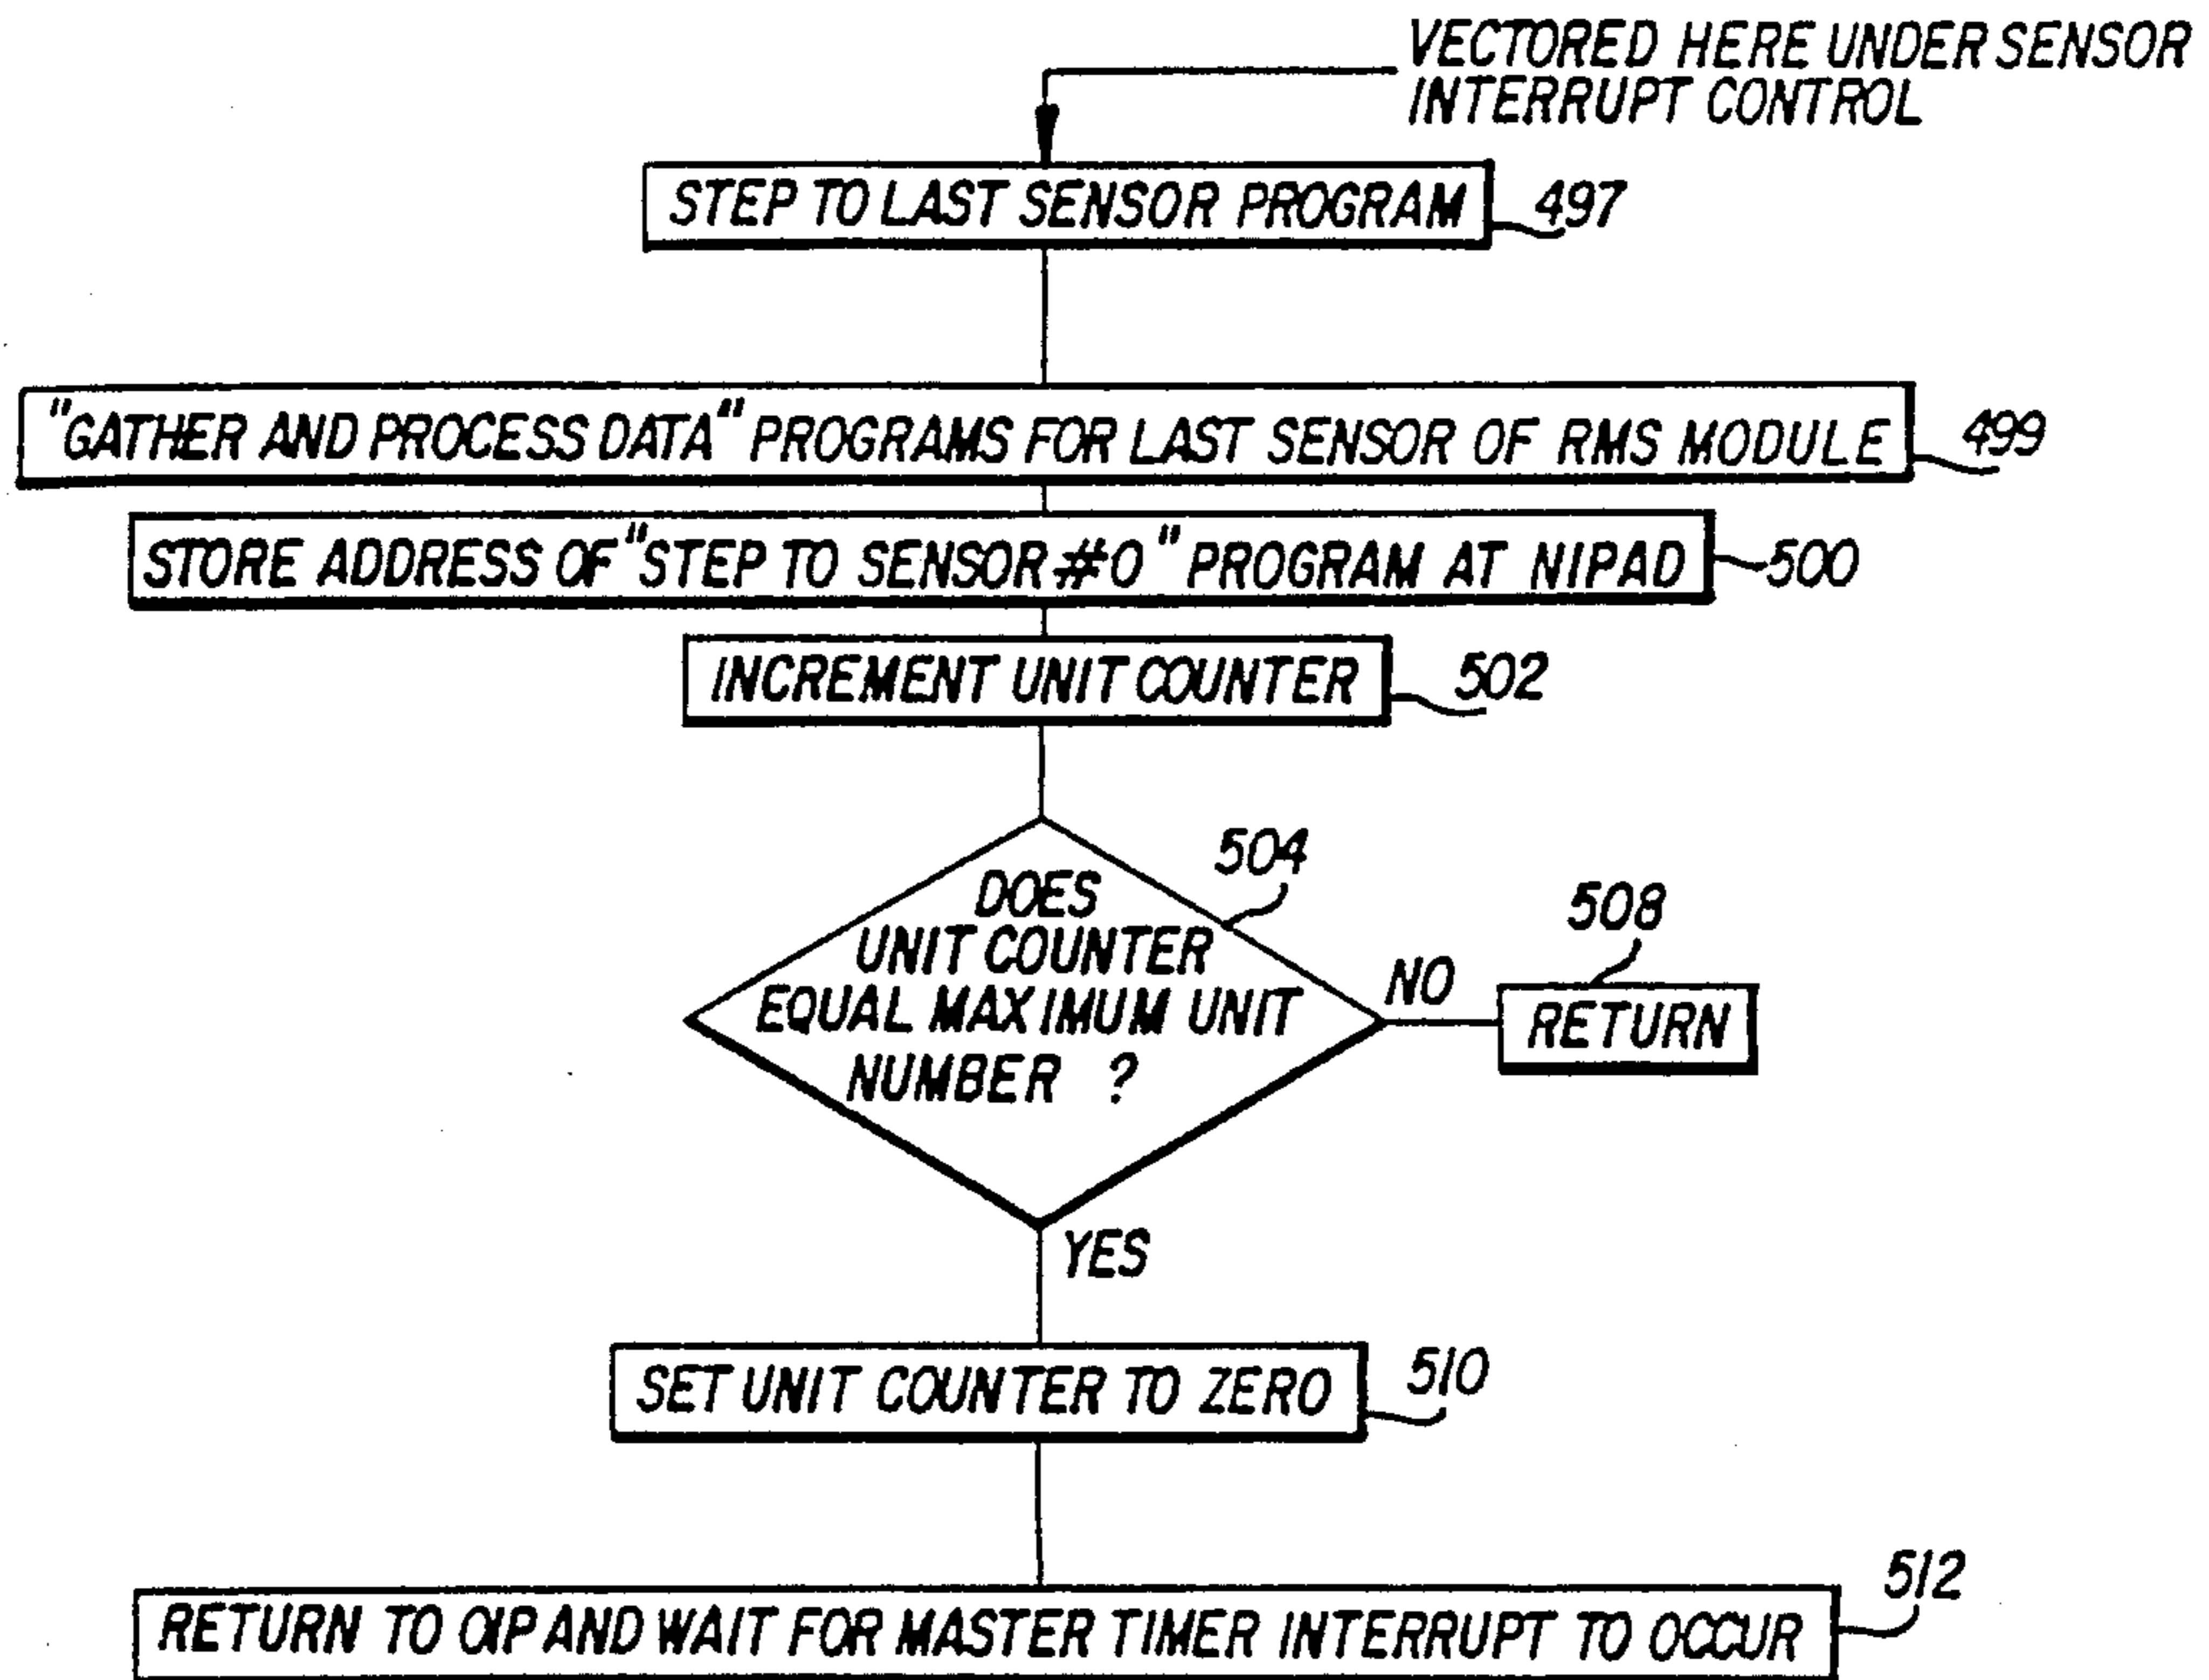 VECTORED HERE UNDER SENSOR
INTERRUPT CONTROL
STEP TO LAST SENSOR PROGRAM
497
"GATHER AND PROCESS DATA" PROGRAMS FOR LAST SENSOR OF RMS MODULE
499
STORE ADDRESS OF "STEP TO SENSOR #0" PROGRAM AT NIPAD
500
INCREMENT UNIT COUNTER
502
504
DOES
UNIT COUNTER
EQUAL MAXIMUM UNIT
NUMBER ?
NO
508
RETURN
YES
SET UNIT COUNTER TO ZERO
510
RETURN TO OIP AND WAIT FOR MASTER TIMER INTERRUPT TO OCCUR
512